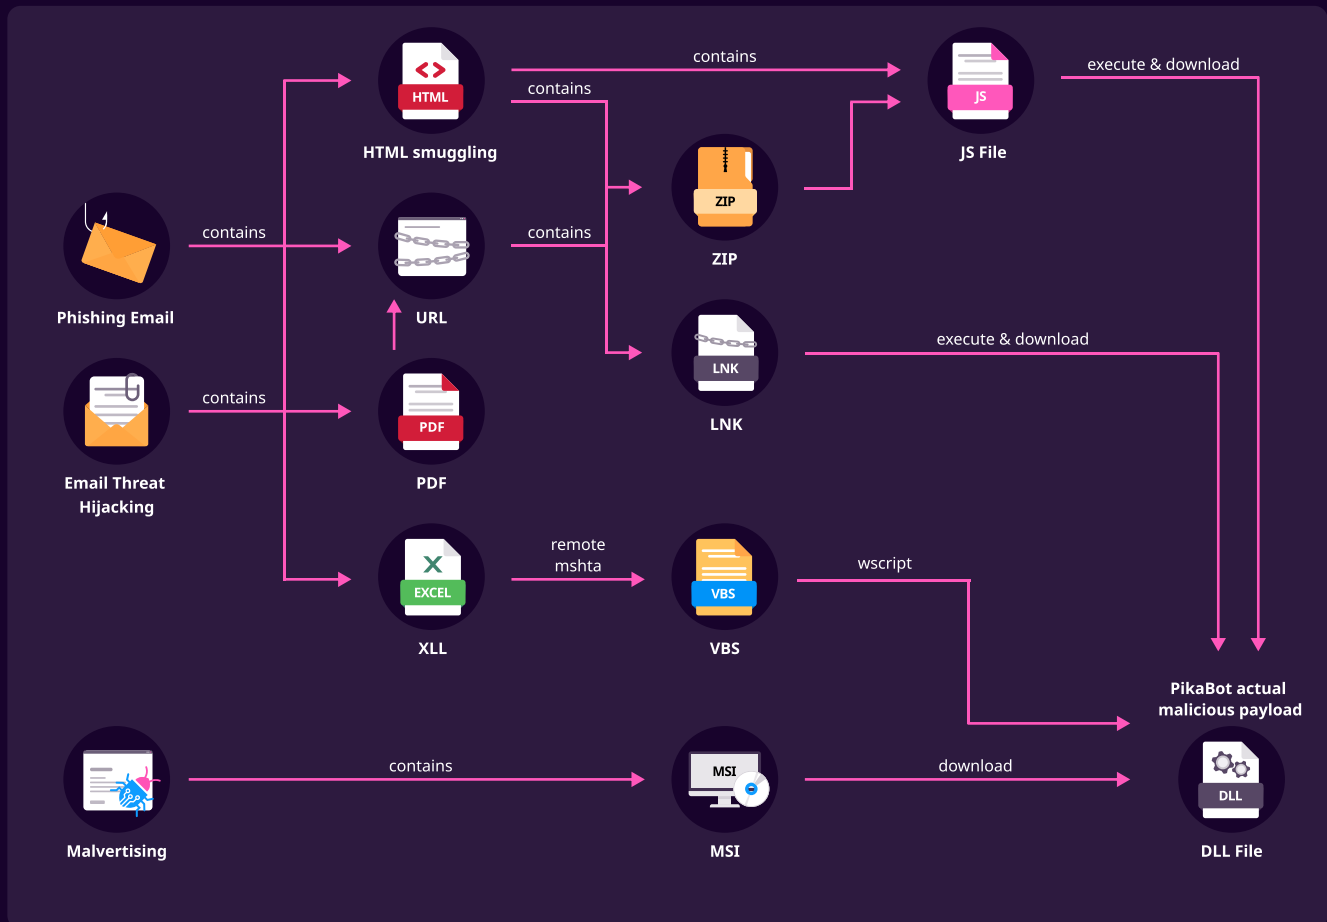 contains
execute & download
contains
HTML
JS
HTML smuggling
JS File
ZIP
contains
contains
ZIP
Phishing Email
URL
execute & download
LNK
contains
PDF
LNK
Email Threat
Hijacking
PDF
remote
mshta
wscript
EXCEL
VBS
XLL
VBS
PikaBot actual
malicious payload
contains
MSI
download
DLL
Malvertising
MSI
DLL File